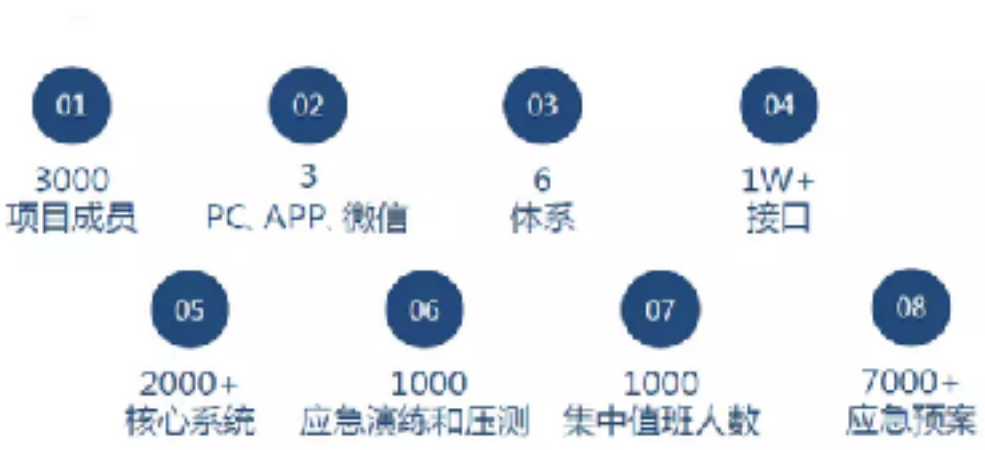 01 02 03 04
3000 3 6 1W+
项目成员 PC、APP、微信 体系 接口
05 06 07 08
2000+ 1000 1000 7000+
核心系统 应急演练和压测 集中值班人数 应急预案